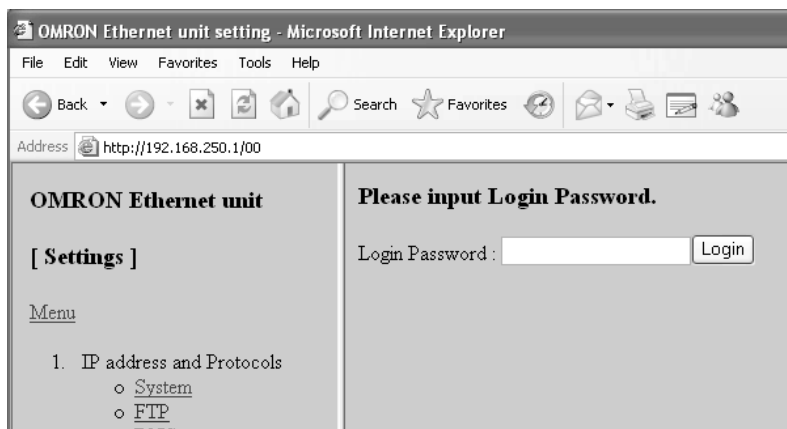 OMRON Ethernet unit setting - Microsoft Internet Explorer
File Edit View Favorites Tools Help
Back Search Favorites
Address http://192.168.250.1/00
OMRON Ethernet unit
[ Settings ]
Menu
1. IP address and Protocols
System
FTP
Please input Login Password.
Login Password : Login